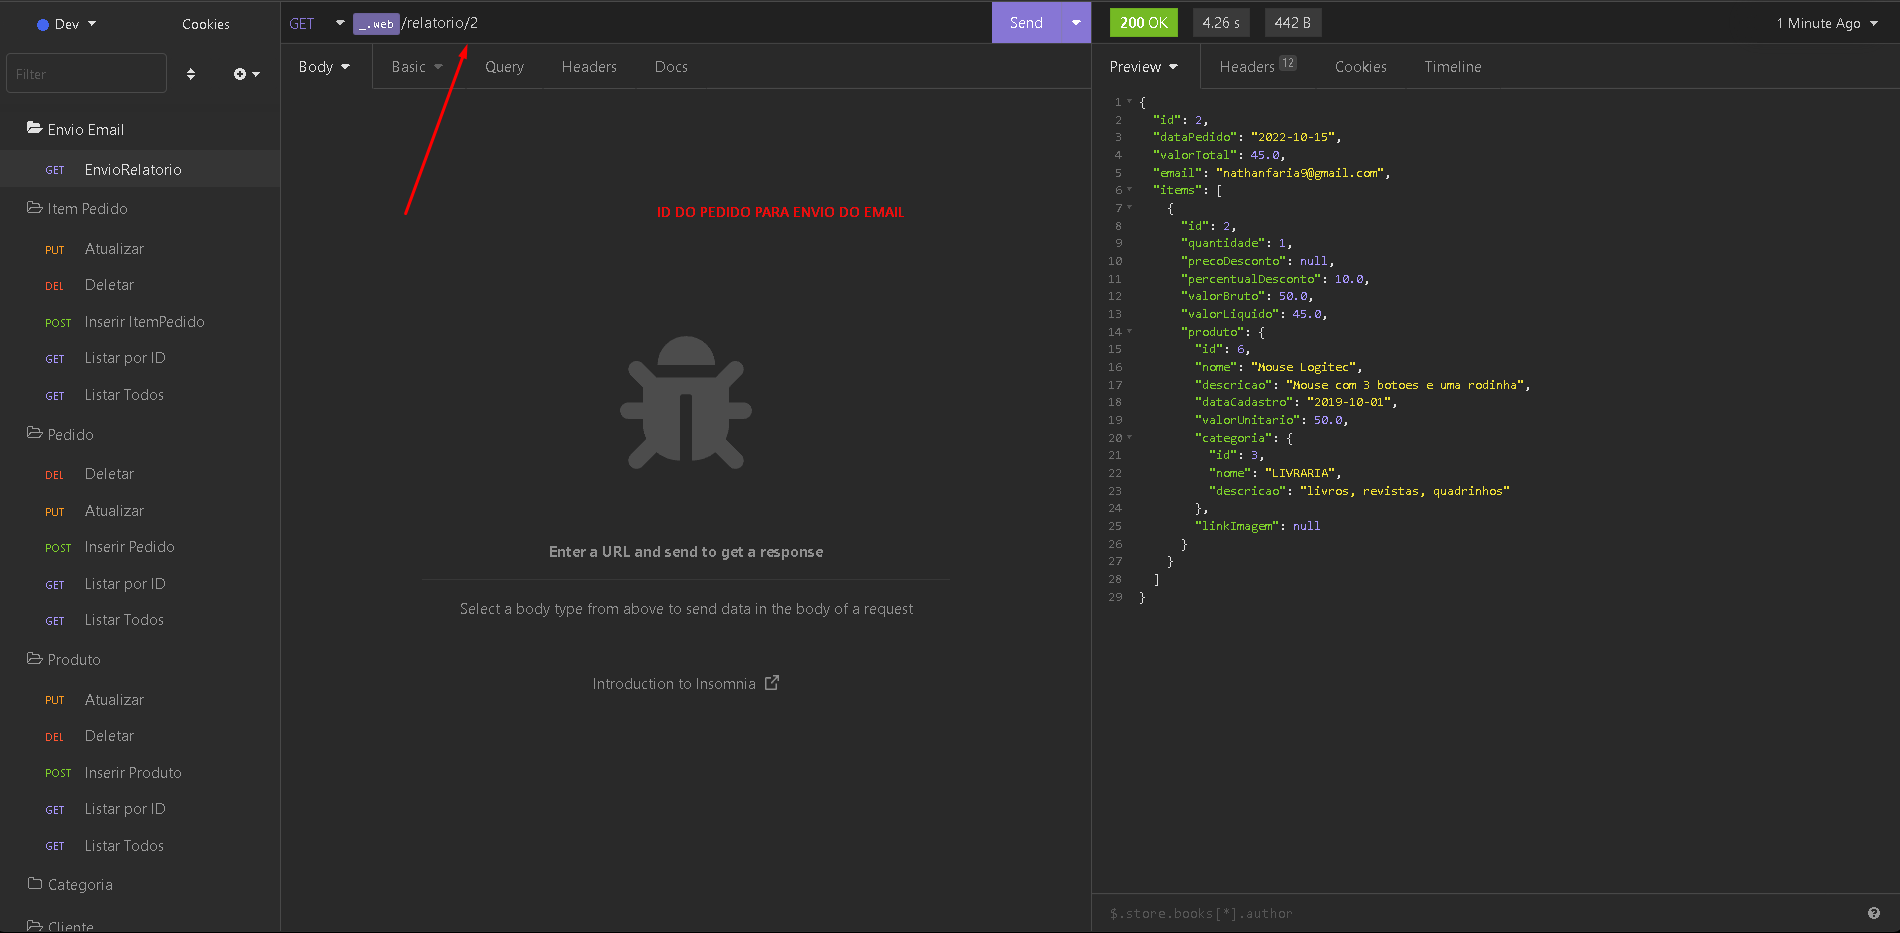 Dev
Cookies
Filter
Envio Email
GET EnvioRelatorio
Item Pedido
PUT Atualizar
DEL Deletar
POST Inserir ItemPedido
GET Listar por ID
GET Listar Todos
Pedido
DEL Deletar
PUT Atualizar
POST Inserir Pedido
GET Listar por ID
GET Listar Todos
Produto
PUT Atualizar
DEL Deletar
POST Inserir Produto
GET Listar por ID
GET Listar Todos
Categoria
Cliente
GET _.web/relatorio/2 Send
Body Basic Query Headers Docs
ID DO PEDIDO PARA ENVIO DO EMAIL
Enter a URL and send to get a response
Select a body type from above to send data in the body of a request
Introduction to Insomnia
200 OK 4.26 s 442 B 1 Minute Ago
Preview Headers 12 Cookies Timeline
1 {
2 "id": 2,
3 "dataPedido": "2022-10-15",
4 "valorTotal": 45.0,
5 "email": "nathanfaria9@gmail.com",
6 "items": [
7 {
8 "id": 2,
9 "quantidade": 1,
10 "precoDesconto": null,
11 "percentualDesconto": 10.0,
12 "valorBruto": 50.0,
13 "valorLiquido": 45.0,
14 "produto": {
15 "id": 6,
16 "nome": "Mouse Logitec",
17 "descricao": "Mouse com 3 botoes e uma rodinha",
18 "dataCadastro": "2019-10-01",
19 "valorUnitario": 50.0,
20 "categoria": {
21 "id": 3,
22 "nome": "LIVRARIA",
23 "descricao": "livros, revistas, quadrinhos"
24 },
25 "linkImagem": null
26 }
27 }
28 ]
29 }
$.store.books[*].author